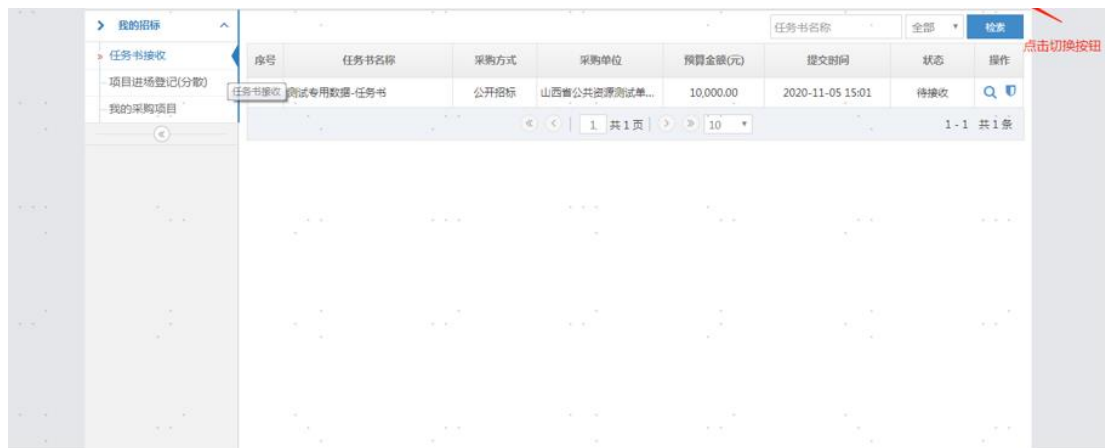 我的招标
任务书名称 全部 检索
点击切换按钮
任务书接收
序号 任务书名称 采购方式 采购单位 预算金额(元) 提交时间 状态 操作
项目进场登记(分散)
任务书接收 测试专用数据-任务书 公开招标 山西省公共资源测试单... 10,000.00 2020-11-05 15:01 待接收
我的采购项目
1 共1页 10 1 - 1 共1条